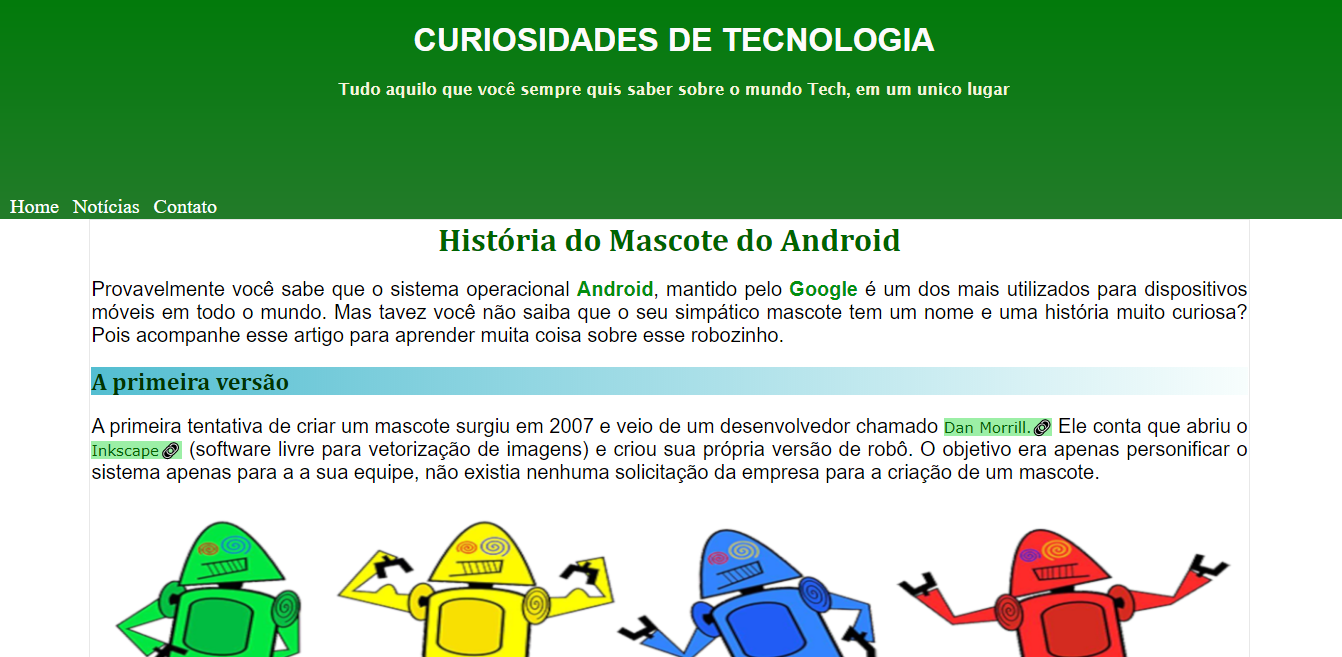 CURIOSIDADES DE TECNOLOGIA
Tudo aquilo que você sempre quis saber sobre o mundo Tech, em um unico lugar
Home Notícias Contato
História do Mascote do Android
Provavelmente você sabe que o sistema operacional Android, mantido pelo Google é um dos mais utilizados para dispositivos
móveis em todo o mundo. Mas tavez você não saiba que o seu simpático mascote tem um nome e uma história muito curiosa?
Pois acompanhe esse artigo para aprender muita coisa sobre esse robozinho.
A primeira versão
A primeira tentativa de criar um mascote surgiu em 2007 e veio de um desenvolvedor chamado Dan Morrill. Ele conta que abriu o
Inkscape (software livre para vetorização de imagens) e criou sua própria versão de robô. O objetivo era apenas personificar o
sistema apenas para a a sua equipe, não existia nenhuma solicitação da empresa para a criação de um mascote.